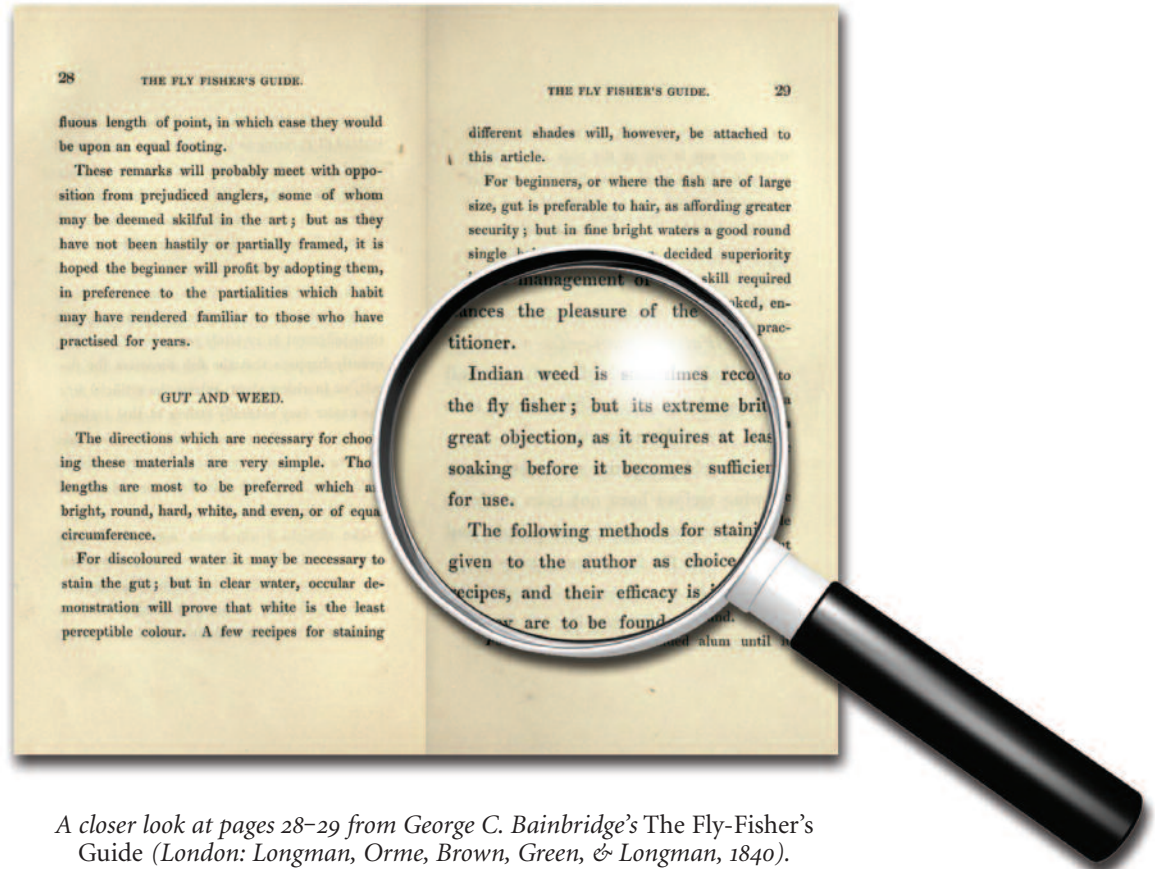 28 THE FLY FISHER'S GUIDE.
fluous length of point, in which case they would
be upon an equal footing.
These remarks will probably meet with oppo-
sition from prejudiced anglers, some of whom
may be deemed skilful in the art; but as they
have not been hastily or partially framed, it is
hoped the beginner will profit by adopting them,
in preference to the partialities which habit
may have rendered familiar to those who have
practised for years.
GUT AND WEED.
The directions which are necessary for choo
ing these materials are very simple. Tho
lengths are most to be preferred which a
bright, round, hard, white, and even, or of equa
circumference.
For discoloured water it may be necessary to
stain the gut; but in clear water, occular de-
monstration will prove that white is the least
perceptible colour. A few recipes for staining
THE FLY FISHER'S GUIDE. 29
different shades will, however, be attached to
this article.
For beginners, or where the fish are of large
size, gut is preferable to hair, as affording greater
security; but in fine bright waters a good round
single decided superiority
management of skill required
ances the pleasure of the oked, en-
titioner. prac-
Indian weed is reco to
the fly fisher; but its extreme brit
great objection, as it requires at leas
soaking before it becomes sufficien
for use.
The following methods for staini
given to the author as choice
recipes, and their efficacy is
are to be found
alum until
A closer look at pages 28–29 from George C. Bainbridge's The Fly-Fisher's
Guide (London: Longman, Orme, Brown, Green, & Longman, 1840).